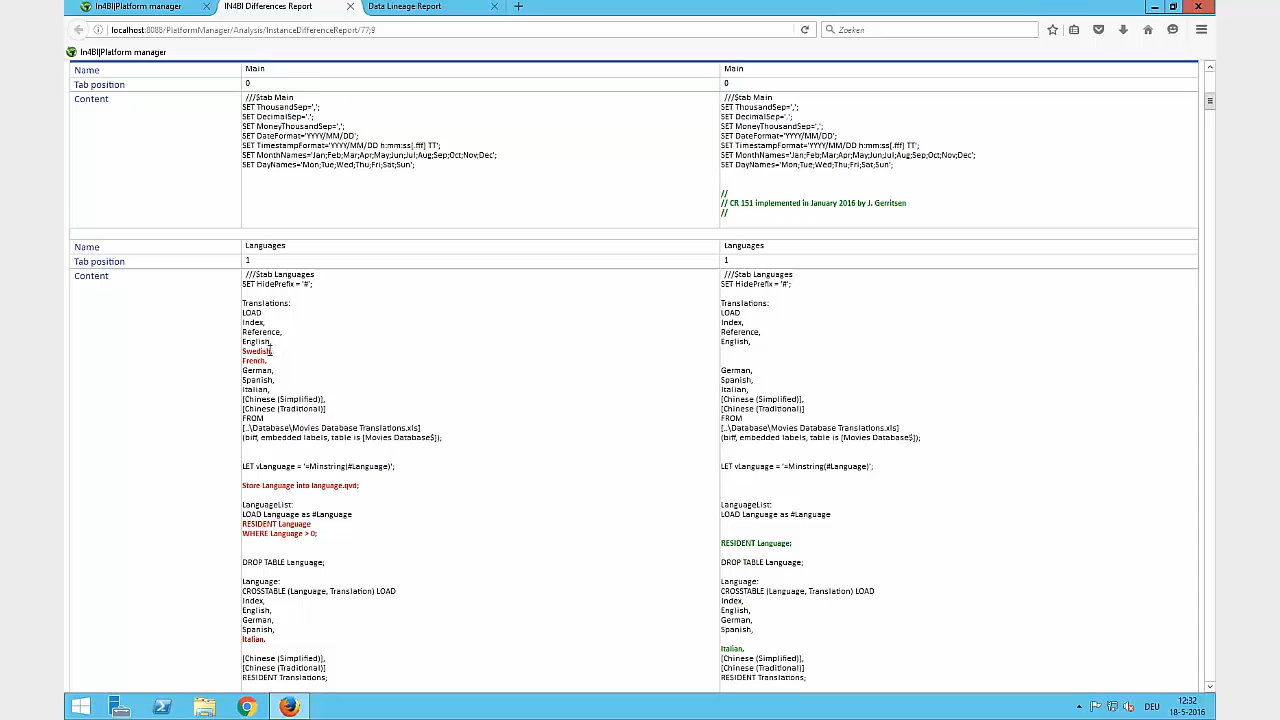 In4BI|Platform manager
IN4BI Differences Report
Data Lineage Report
localhost:8088/PlatformManager/Analysis/InstanceDifferenceReport/77;9
Zoeken
In4BI|Platform manager
Name Main Main
Tab position 0 0
Content
///$tab Main
SET ThousandSep=',';
SET DecimalSep='.';
SET MoneyThousandSep=',';
SET DateFormat='YYYY/MM/DD';
SET TimestampFormat='YYYY/MM/DD h:mm:ss[.fff] TT';
SET MonthNames='Jan;Feb;Mar;Apr;May;Jun;Jul;Aug;Sep;Oct;Nov;Dec';
SET DayNames='Mon;Tue;Wed;Thu;Fri;Sat;Sun';
///$tab Main
SET ThousandSep=',';
SET DecimalSep='.';
SET MoneyThousandSep=',';
SET DateFormat='YYYY/MM/DD';
SET TimestampFormat='YYYY/MM/DD h:mm:ss[.fff] TT';
SET MonthNames='Jan;Feb;Mar;Apr;May;Jun;Jul;Aug;Sep;Oct;Nov;Dec';
SET DayNames='Mon;Tue;Wed;Thu;Fri;Sat;Sun';
//
// CR 151 implemented in January 2016 by J. Gerritsen
//
Name Languages Languages
Tab position 1 1
Content
///$tab Languages
SET HidePrefix = '#';
Translations:
LOAD
Index,
Reference,
English,
Swedish,
French,
German,
Spanish,
Italian,
[Chinese (Simplified)],
[Chinese (Traditional)]
FROM
[..\Database\Movies Database Translations.xls]
(biff, embedded labels, table is [Movies Database$]);
LET vLanguage = '=Minstring(#Language)';
Store Language into language.qvd;
LanguageList:
LOAD Language as #Language
RESIDENT Language
WHERE Language > 0;
DROP TABLE Language;
Language:
CROSSTABLE (Language, Translation) LOAD
Index,
English,
German,
Spanish,
Italian,
[Chinese (Simplified)],
[Chinese (Traditional)]
RESIDENT Translations;
///$tab Languages
SET HidePrefix = '#';
Translations:
LOAD
Index,
Reference,
English,
German,
Spanish,
Italian,
[Chinese (Simplified)],
[Chinese (Traditional)]
FROM
[..\Database\Movies Database Translations.xls]
(biff, embedded labels, table is [Movies Database$]);
LET vLanguage = '=Minstring(#Language)';
LanguageList:
LOAD Language as #Language
RESIDENT Language;
DROP TABLE Language;
Language:
CROSSTABLE (Language, Translation) LOAD
Index,
English,
German,
Spanish,
Italian,
[Chinese (Simplified)],
[Chinese (Traditional)]
RESIDENT Translations;
DEU
12:32
18-5-2016